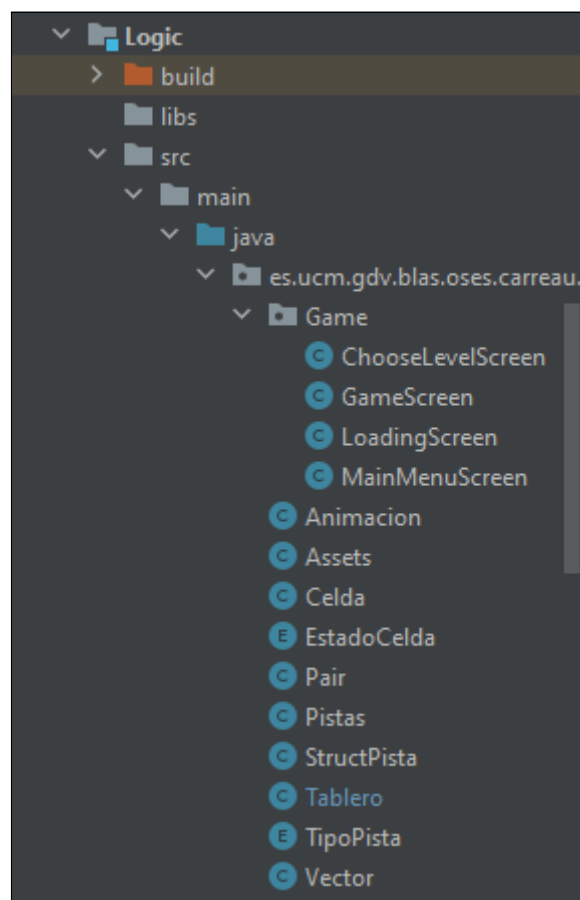 Logic
build
libs
src
main
java
es.ucm.gdv.blas.oses.carreau.
Game
C ChooseLevelScreen
C GameScreen
C LoadingScreen
C MainMenuScreen
C Animacion
C Assets
C Celda
E EstadoCelda
C Pair
C Pistas
C StructPista
C Tablero
E TipoPista
C Vector